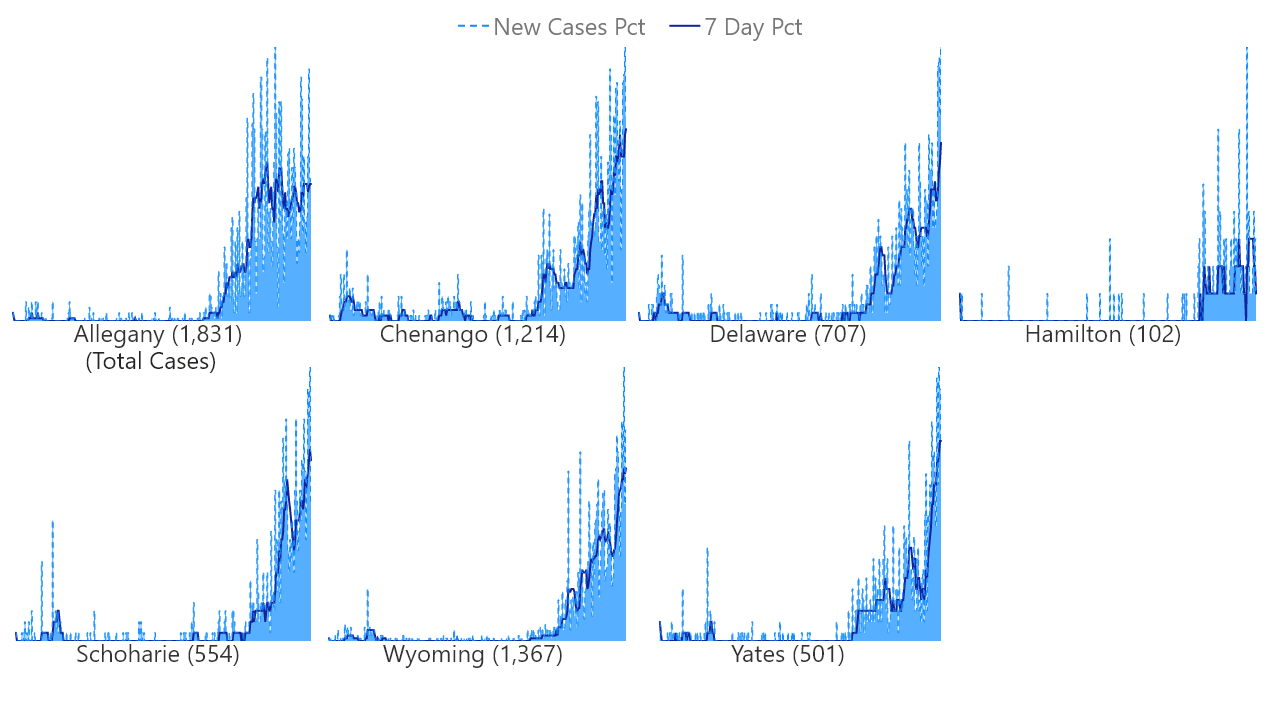 New Cases Pct 7 Day Pct
Allegany (1,831) Chenango (1,214) Delaware (707) Hamilton (102)
(Total Cases)
Schoharie (554) Wyoming (1,367) Yates (501)